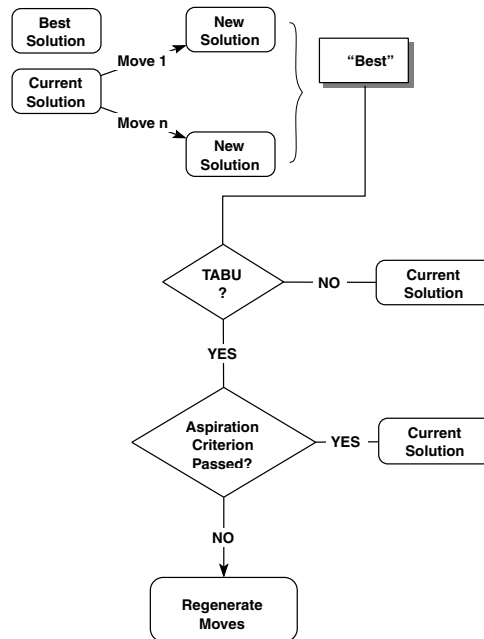 Best
Solution
New
Solution
“Best”
Move 1
Current
Solution
Move n
New
Solution
TABU
?
NO
Current
Solution
YES
Aspiration
Criterion
Passed?
YES
Current
Solution
NO
Regenerate
Moves